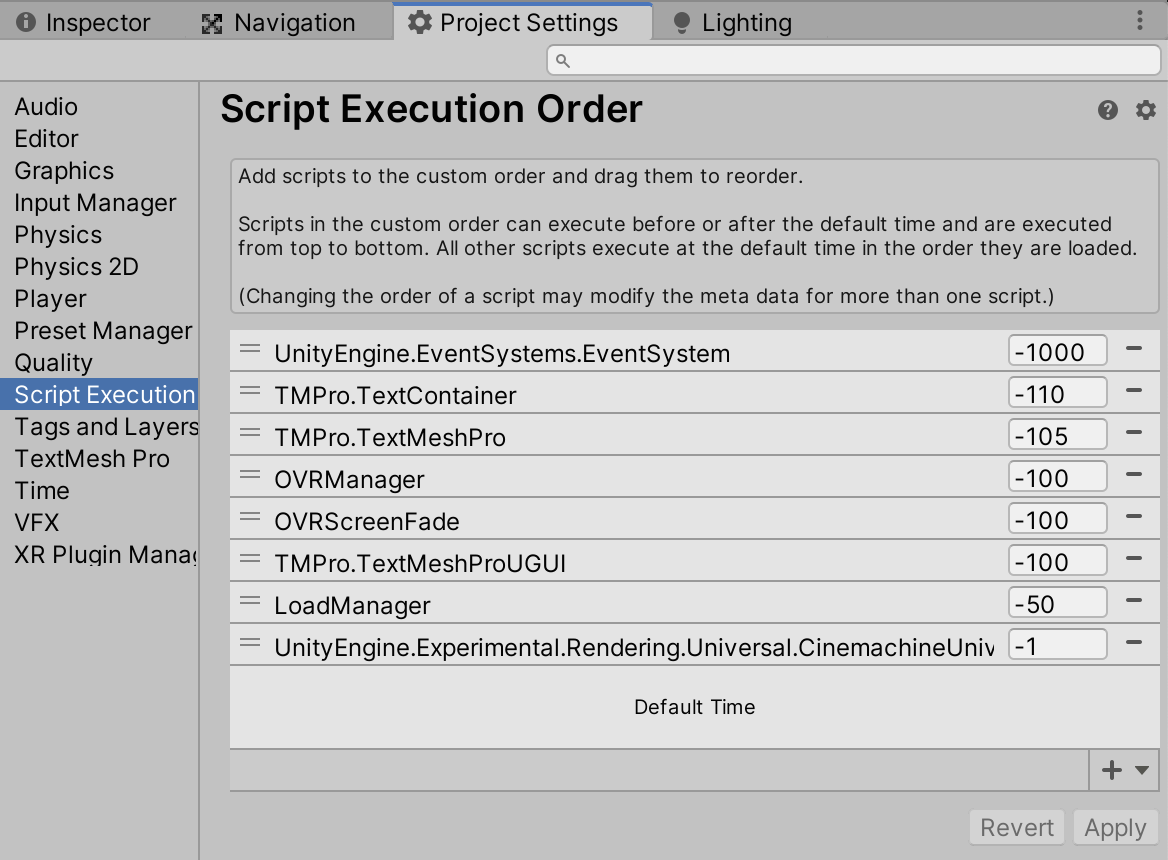 Inspector Navigation Project Settings Lighting
Script Execution Order
Audio
Editor
Graphics
Input Manager
Physics
Physics 2D
Player
Preset Manager
Quality
Script Execution
Tags and Layers
TextMesh Pro
Time
VFX
XR Plugin Manag
Add scripts to the custom order and drag them to reorder.
Scripts in the custom order can execute before or after the default time and are executed
from top to bottom. All other scripts execute at the default time in the order they are loaded.
(Changing the order of a script may modify the meta data for more than one script.)
UnityEngine.EventSystems.EventSystem -1000
TMPro.TextContainer -110
TMPro.TextMeshPro -105
OVRManager -100
OVRScreenFade -100
TMPro.TextMeshProUGUI -100
LoadManager -50
UnityEngine.Experimental.Rendering.Universal.CinemachineUniv -1
Default Time
Revert Apply